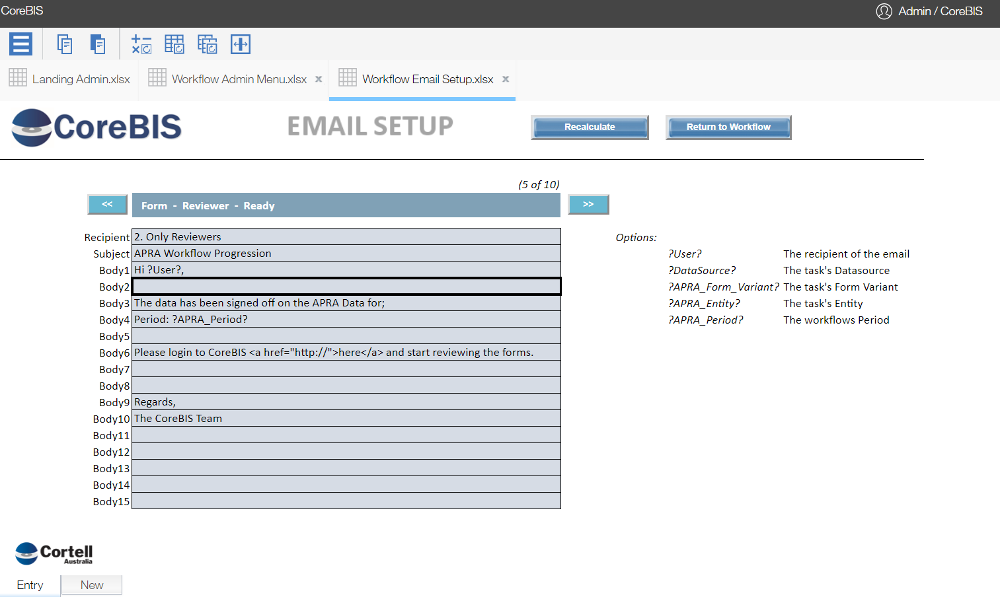 CoreBIS
Admin / CoreBIS
Landing Admin.xlsx
Workflow Admin Menu.xlsx x
Workflow Email Setup.xlsx x
CoreBIS
EMAIL SETUP
Recalculate
Return to Workflow
(5 of 10)
<<
Form - Reviewer - Ready
>>
Recipient 2. Only Reviewers
Options:
Subject APRA Workflow Progression
?User? The recipient of the email
Body1 Hi ?User?,
?DataSource? The task's Datasource
Body2
?APRA_Form_Variant? The task's Form Variant
Body3 The data has been signed off on the APRA Data for;
?APRA_Entity? The task's Entity
Body4 Period: ?APRA_Period?
?APRA_Period? The workflows Period
Body5
Body6 Please login to CoreBIS <a href="http://">here</a> and start reviewing the forms.
Body7
Body8
Body9 Regards,
Body10 The CoreBIS Team
Body11
Body12
Body13
Body14
Body15
Cortell
Australia
Entry
New